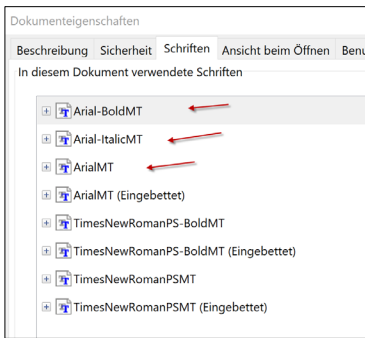 Dokumenteigenschaften
Beschreibung Sicherheit Schriften Ansicht beim Öffnen Benu
In diesem Dokument verwendete Schriften
Arial-BoldMT
Arial-ItalicMT
ArialMT
ArialMT (Eingebettet)
TimesNewRomanPS-BoldMT
TimesNewRomanPS-BoldMT (Eingebettet)
TimesNewRomanPSMT
TimesNewRomanPSMT (Eingebettet)